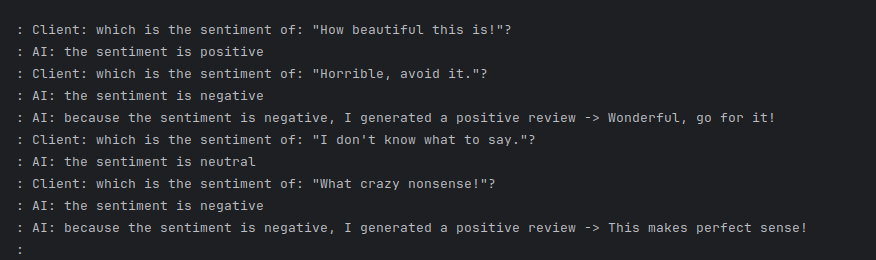 : Client: which is the sentiment of: "How beautiful this is!"?
: AI: the sentiment is positive
: Client: which is the sentiment of: "Horrible, avoid it."?
: AI: the sentiment is negative
: AI: because the sentiment is negative, I generated a positive review -> Wonderful, go for it!
: Client: which is the sentiment of: "I don't know what to say."?
: AI: the sentiment is neutral
: Client: which is the sentiment of: "What crazy nonsense!"?
: AI: the sentiment is negative
: AI: because the sentiment is negative, I generated a positive review -> This makes perfect sense!
: